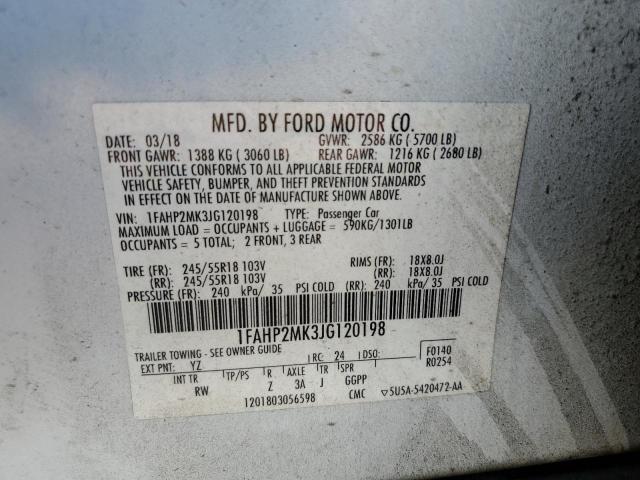 MFD. BY FORD MOTOR CO.
DATE: 03/18 GVWR: 2586 KG ( 5700 LB)
FRONT GAWR: 1388 KG ( 3060 LB) REAR GAWR: 1216 KG ( 2680 LB)
THIS VEHICLE CONFORMS TO ALL APPLICABLE FEDERAL MOTOR
VEHICLE SAFETY, BUMPER, AND THEFT PREVENTION STANDARDS
IN EFFECT ON THE DATE OF MANUFACTURE SHOWN ABOVE.
VIN: 1FAHP2MK3JG120198 TYPE: Passenger Car
MAXIMUM LOAD = OCCUPANTS + LUGGAGE = 590KG/1301LB
OCCUPANTS = 5 TOTAL; 2 FRONT, 3 REAR
TIRE (FR): 245/55R18 103V RIMS (FR): 18X8.0J
(RR): 245/55R18 103V (RR): 18X8.0J
PRESSURE (FR): 240 kPa/ 35 PSI COLD (RR): 240 kPa/ 35 PSI COLD
1FAHP2MK3JG120198
TRAILER TOWING - SEE OWNER GUIDE
EXT PNT: YZ RC: 24 DSO: F0140
INT TR TP/PS R AXLE TR SPR R0254
RW Z 3A J GGPP
1201803056598 CMC ▽5U5A-5420472-AA